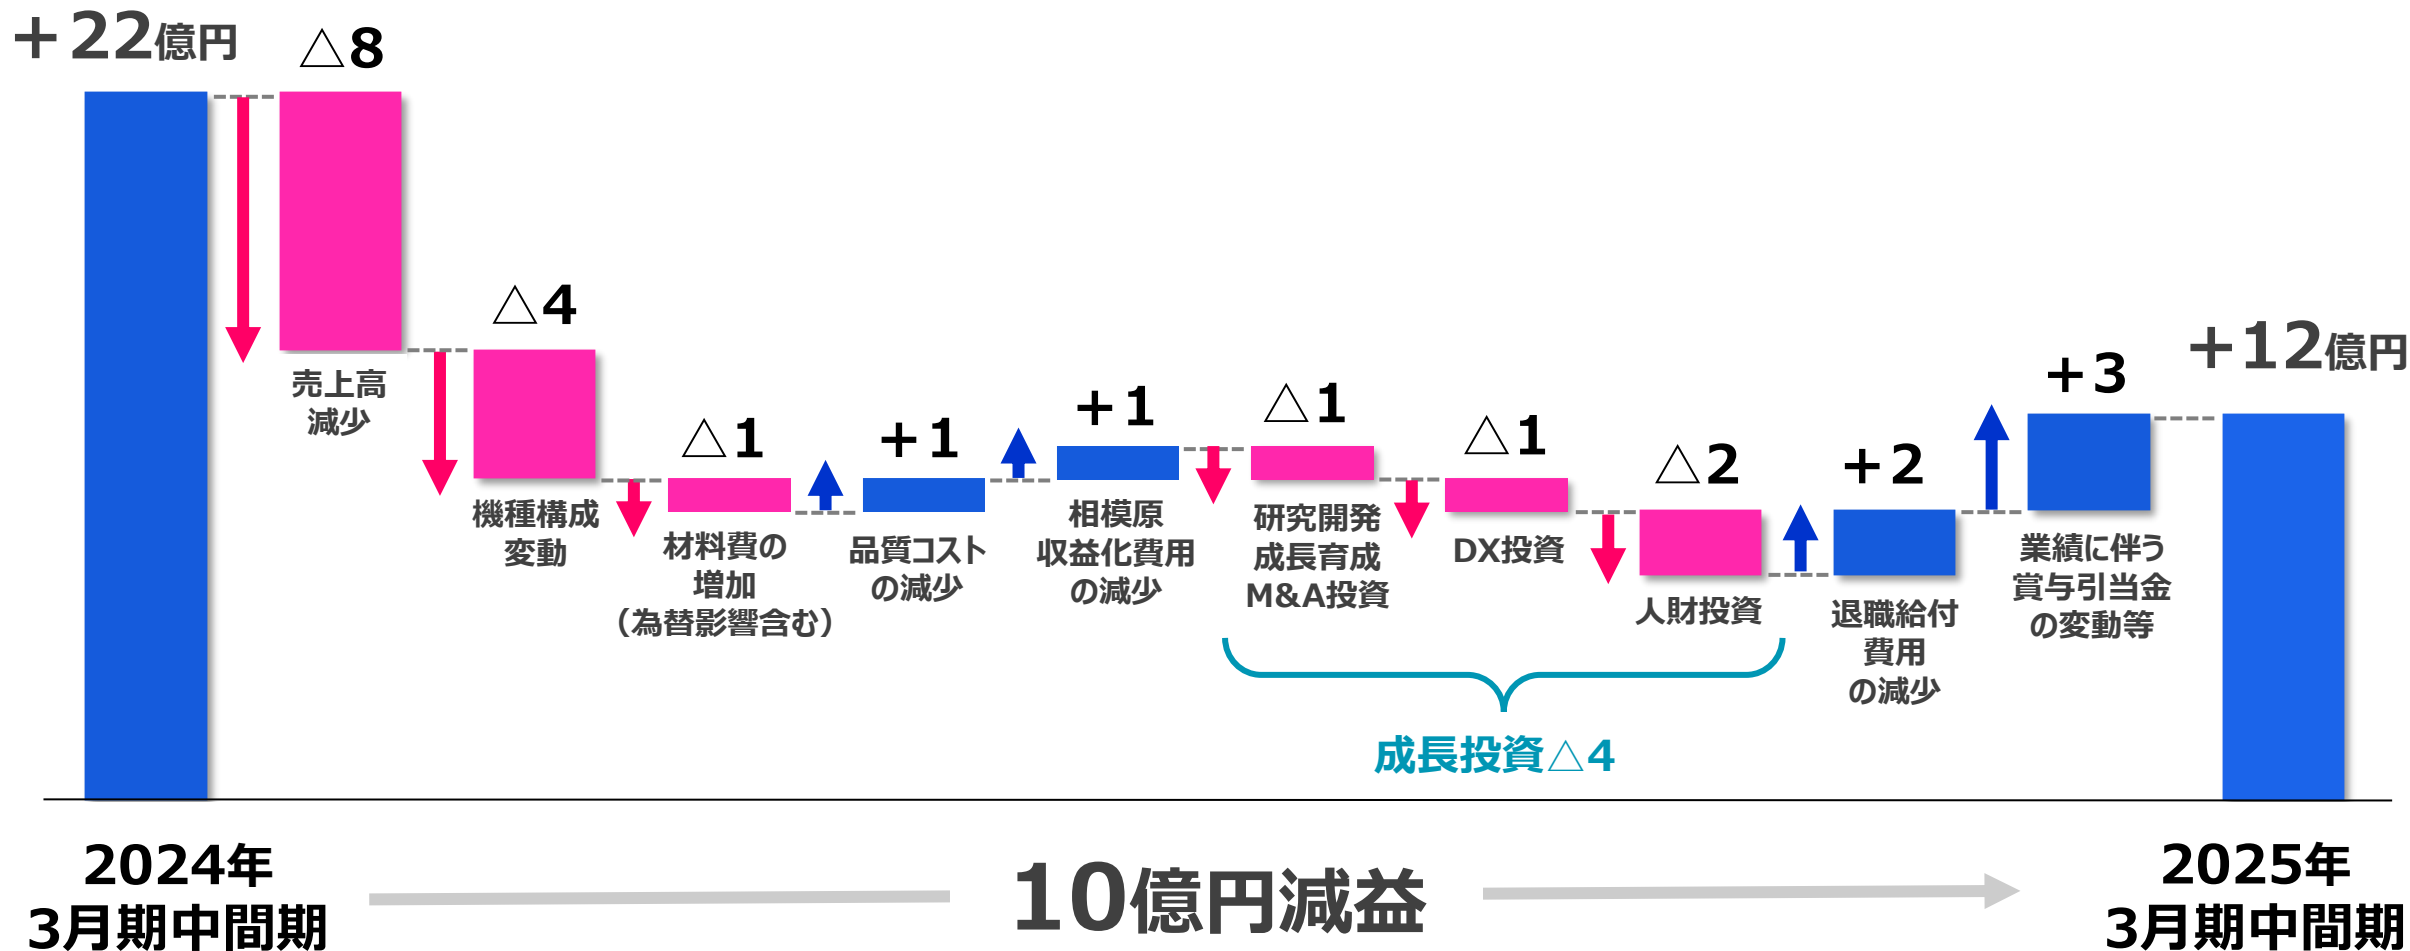 ＋22億円
△8
売上高
減少
△4
機種構成
変動
△1
材料費の
増加
（為替影響含む）
＋1
品質コスト
の減少
＋1
相模原
収益化費用
の減少
△1
研究開発
成長育成
M&A投資
△1
DX投資
△2
人財投資
＋2
退職給付
費用
の減少
＋3
業績に伴う
賞与引当金
の変動等
＋12億円
成長投資△4
2024年
3月期中間期
10億円減益
2025年
3月期中間期